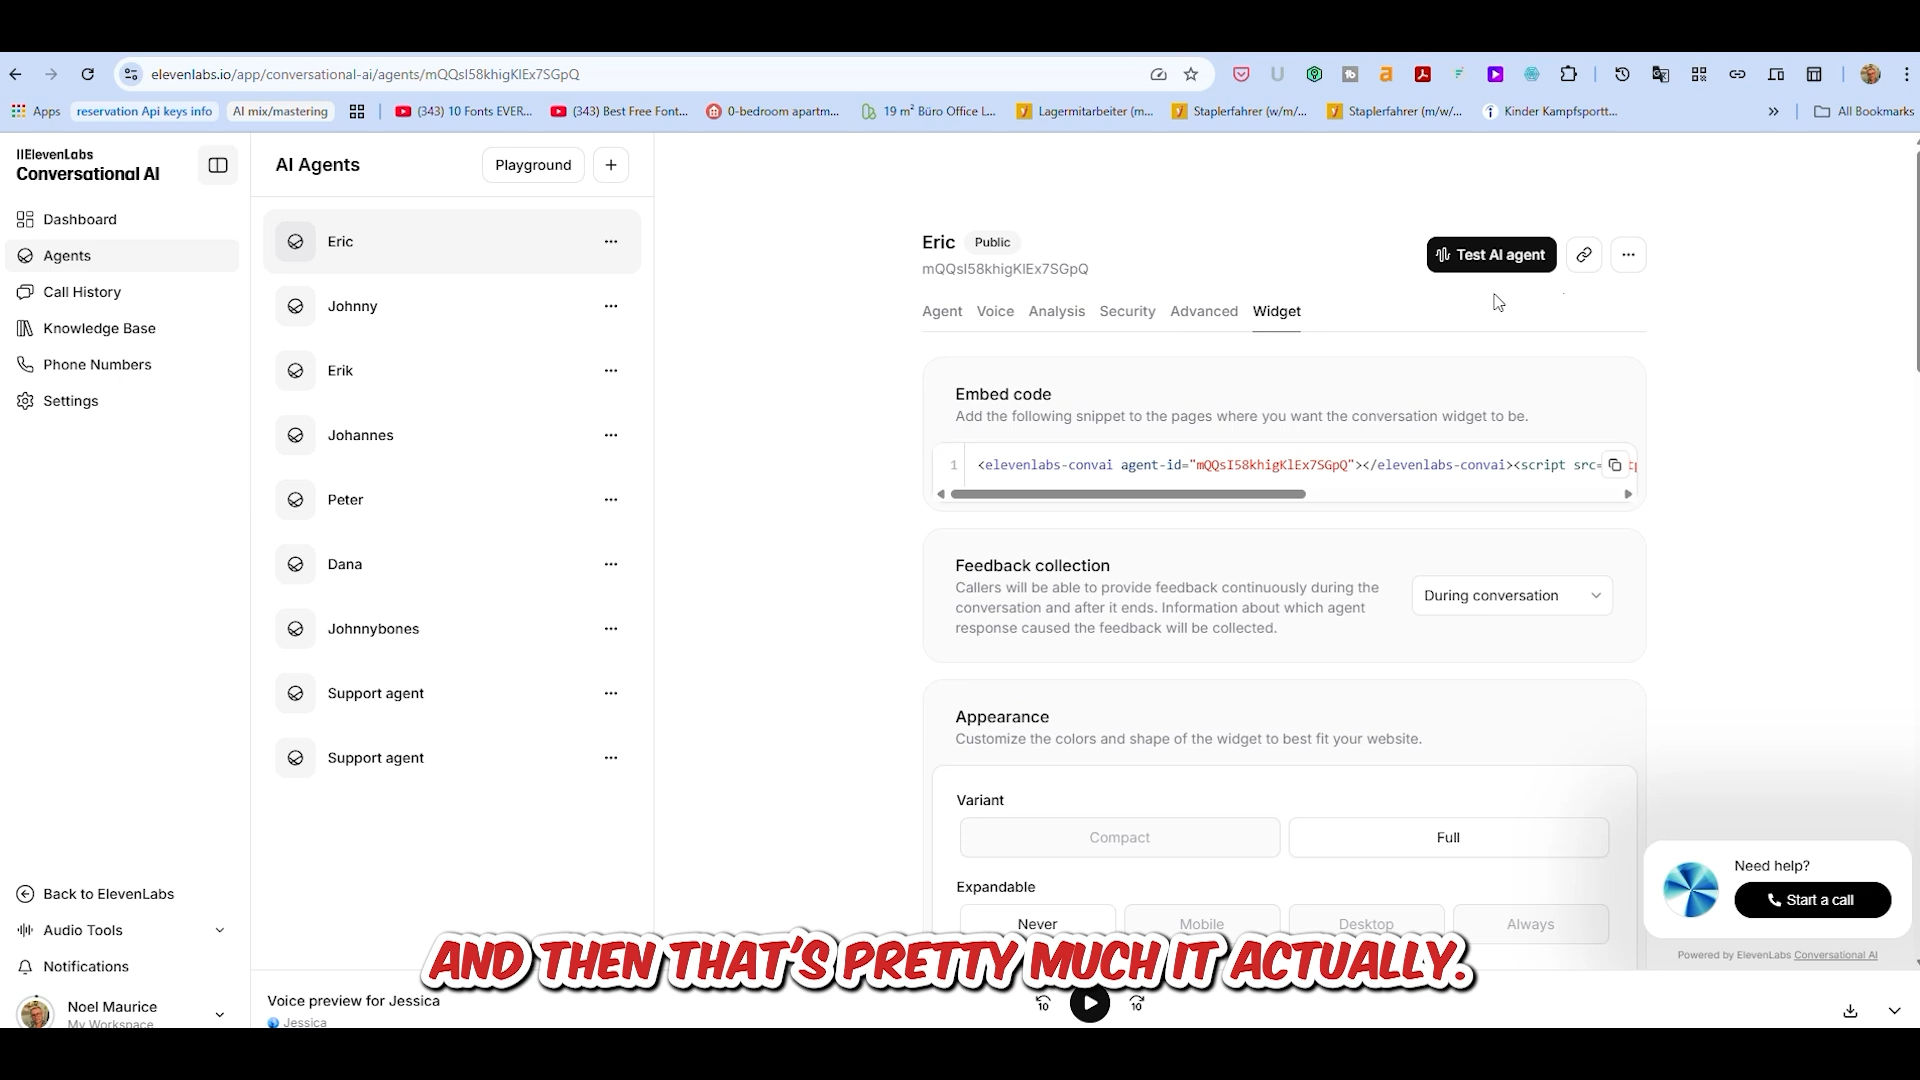 elevenlabs.io/app/conversational-ai/agents/mQQsI58khigKlEx7SGpQ
Apps
reservation Api keys info
AI mix/mastering
(343) 10 Fonts EVER...
(343) Best Free Font...
0-bedroom apartm...
19 m² Büro Office L...
Lagermitarbeiter (m...
Staplerfahrer (w/m/...
Staplerfahrer (m/w/...
Kinder Kampfsportt...
All Bookmarks
IIElevenLabs
Conversational AI
Dashboard
Agents
Call History
Knowledge Base
Phone Numbers
Settings
Back to ElevenLabs
Audio Tools
Notifications
Noel Maurice
My Workspace
AI Agents
Playground
Eric
Johnny
Erik
Johannes
Peter
Dana
Johnnybones
Support agent
Support agent
Eric Public
mQQsI58khigKlEx7SGpQ
Test AI agent
Agent Voice Analysis Security Advanced Widget
Embed code
Add the following snippet to the pages where you want the conversation widget to be.
1 <elevenlabs-convai agent-id="mQQsI58khigKlEx7SGpQ"></elevenlabs-convai><script src=
Feedback collection
Callers will be able to provide feedback continuously during the
conversation and after it ends. Information about which agent
response caused the feedback will be collected.
During conversation
Appearance
Customize the colors and shape of the widget to best fit your website.
Variant
Compact
Full
Expandable
Never
Mobile
Desktop
Always
Need help?
Start a call
Powered by ElevenLabs Conversational AI
AND THEN THAT'S PRETTY MUCH IT ACTUALLY.
Voice preview for Jessica
Jessica
10
10